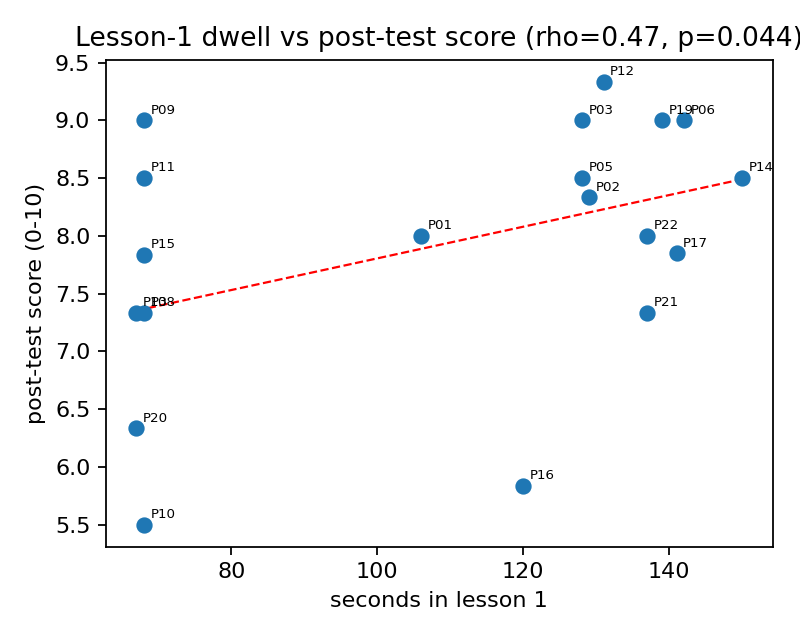 Lesson-1 dwell vs post-test score (rho=0.47, p=0.044)
9.5
P12
P09
P03
P19
P06
9.0
P11
P05
P14
8.5
P02
P01
P22
8.0
P15
P17
post-test score (0-10)
7.5
P08
P21
7.0
P20
6.5
P16
6.0
P10
5.5
80 100 120 140
seconds in lesson 1